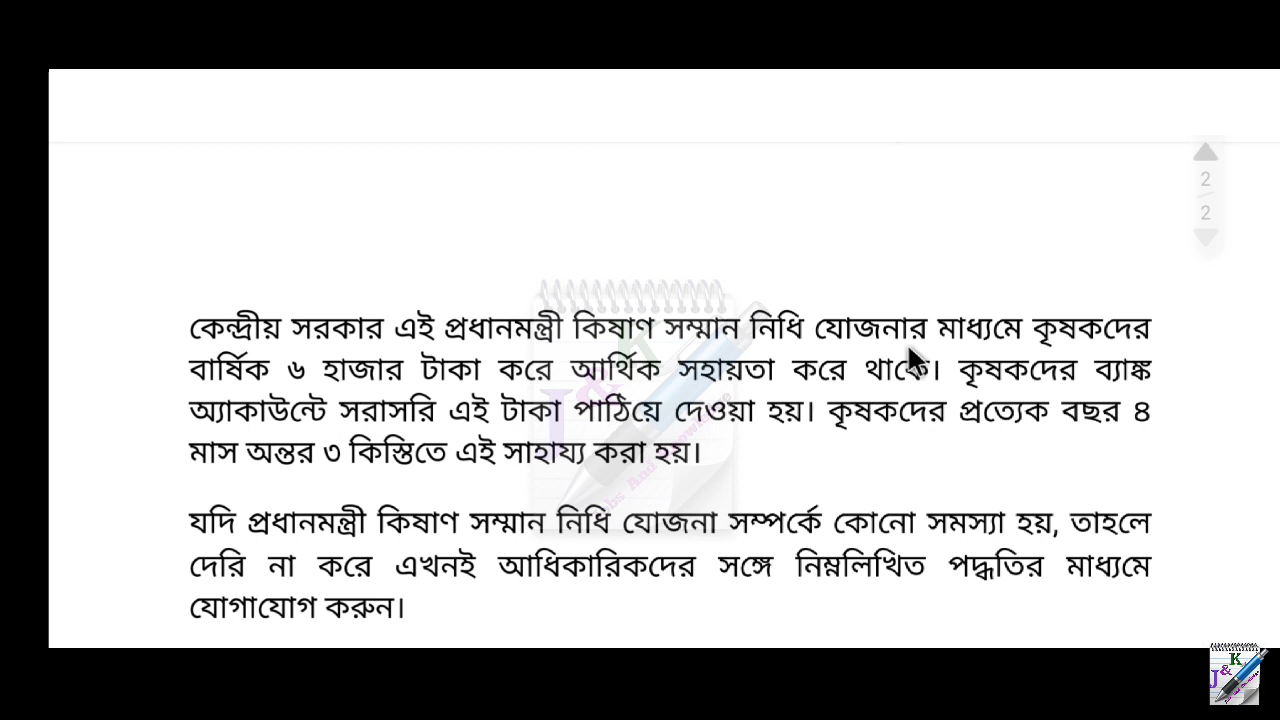 2
2
কেন্দ্রীয় সরকার এই প্রধানমন্ত্রী কিষাণ সম্মান নিধি যোজনার মাধ্যমে কৃষকদের
বার্ষিক ৬ হাজার টাকা করে আর্থিক সহায়তা করে থাকে। কৃষকদের ব্যাঙ্ক
অ্যাকাউন্টে সরাসরি এই টাকা পাঠিয়ে দেওয়া হয়। কৃষকদের প্রত্যেক বছর ৪
মাস অন্তর ৩ কিস্তিতে এই সাহায্য করা হয়।
যদি প্রধানমন্ত্রী কিষাণ সম্মান নিধি যোজনা সম্পর্কে কোনো সমস্যা হয়, তাহলে
দেরি না করে এখনই আধিকারিকদের সঙ্গে নিম্নলিখিত পদ্ধতির মাধ্যমে
যোগাযোগ করুন।
J&K